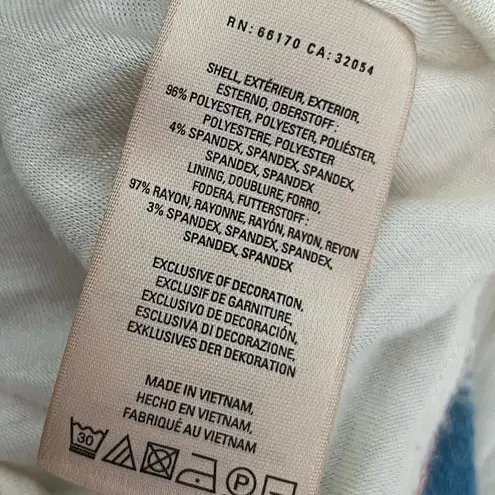 RN: 66170 CA: 32054
SHELL, EXTÉRIEUR, EXTERIOR,
ESTERNO, OBERSTOFF:
96% POLYESTER, POLYESTER, POLIÉSTER,
POLYESTERE, POLYESTER
4% SPANDEX, SPANDEX, SPANDEX,
SPANDEX, SPANDEX
LINING, DOUBLURE, FORRO,
FODERA, FUTTERSTOFF:
97% RAYON, RAYONNE, RAYÓN, RAYON, REYON
3% SPANDEX, SPANDEX, SPANDEX,
SPANDEX, SPANDEX
EXCLUSIVE OF DECORATION,
EXCLUSIF DE GARNITURE,
EXCLUSIVO DE DECORACIÓN,
ESCLUSIVA DI DECORAZIONE,
EXKLUSIVES DER DEKORATION
MADE IN VIETNAM,
HECHO EN VIETNAM,
FABRIQUÉ AU VIETNAM
30 P